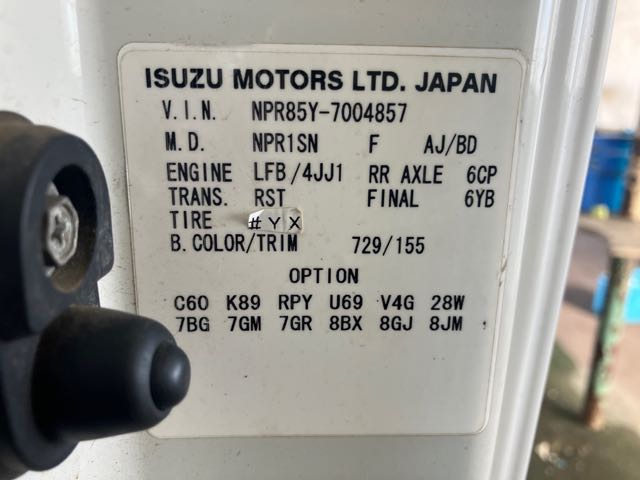 ISUZU MOTORS LTD. JAPAN
V.I.N. NPR85Y-7004857
M.D. NPR1SN F AJ/BD
ENGINE LFB/4JJ1 RR AXLE 6CP
TRANS. RST FINAL 6YB
TIRE #YX
B.COLOR/TRIM 729/155
OPTION
C60 K89 RPY U69 V4G 28W
7BG 7GM 7GR 8BX 8GJ 8JM